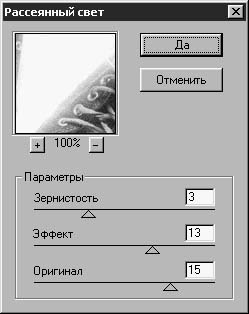 Рассеянный свет
Да
Отменить
+ 100% −
Параметры
Зернистость 3
Эффект 13
Оригинал 15